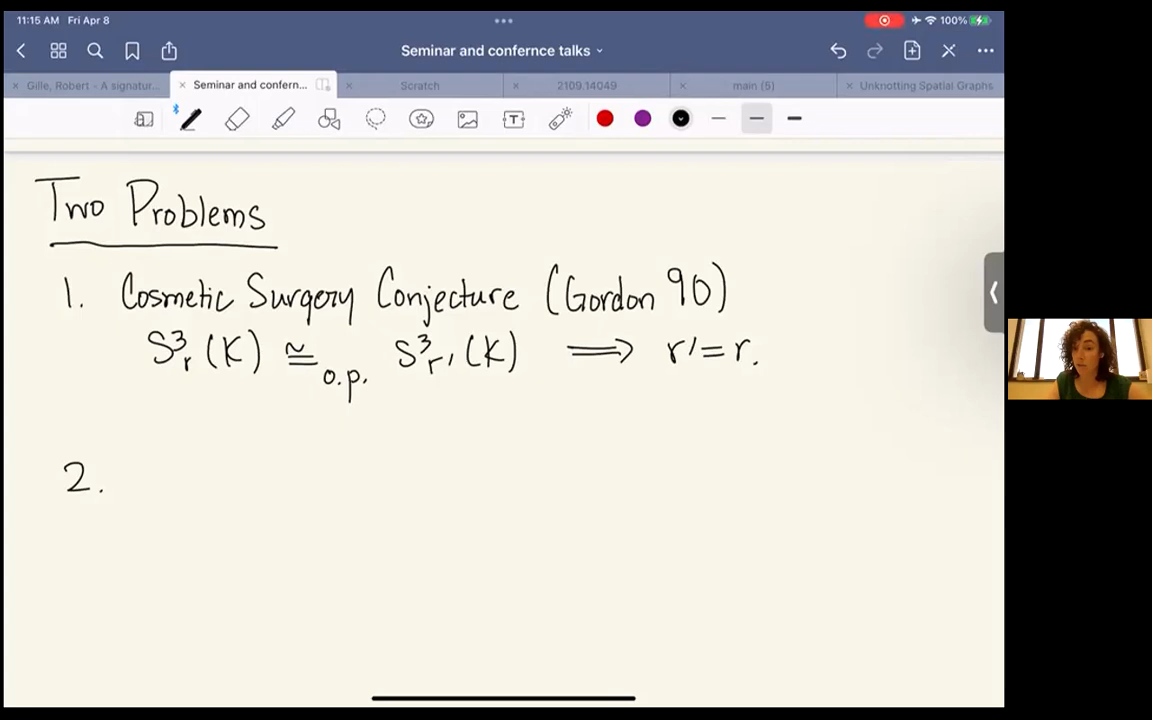 11:15 AM Fri Apr 8
100%
Seminar and confernce talks
Gille, Robert - A signatur...
Seminar and confern...
Scratch
2109.14049
main (5)
Unknotting Spatial Graphs
Two Problems
1. Cosmetic Surgery Conjecture (Gordon 90)
S³ᵣ(K) ≅o.p. S³ᵣ′(K) ⟹ r′=r.
2.